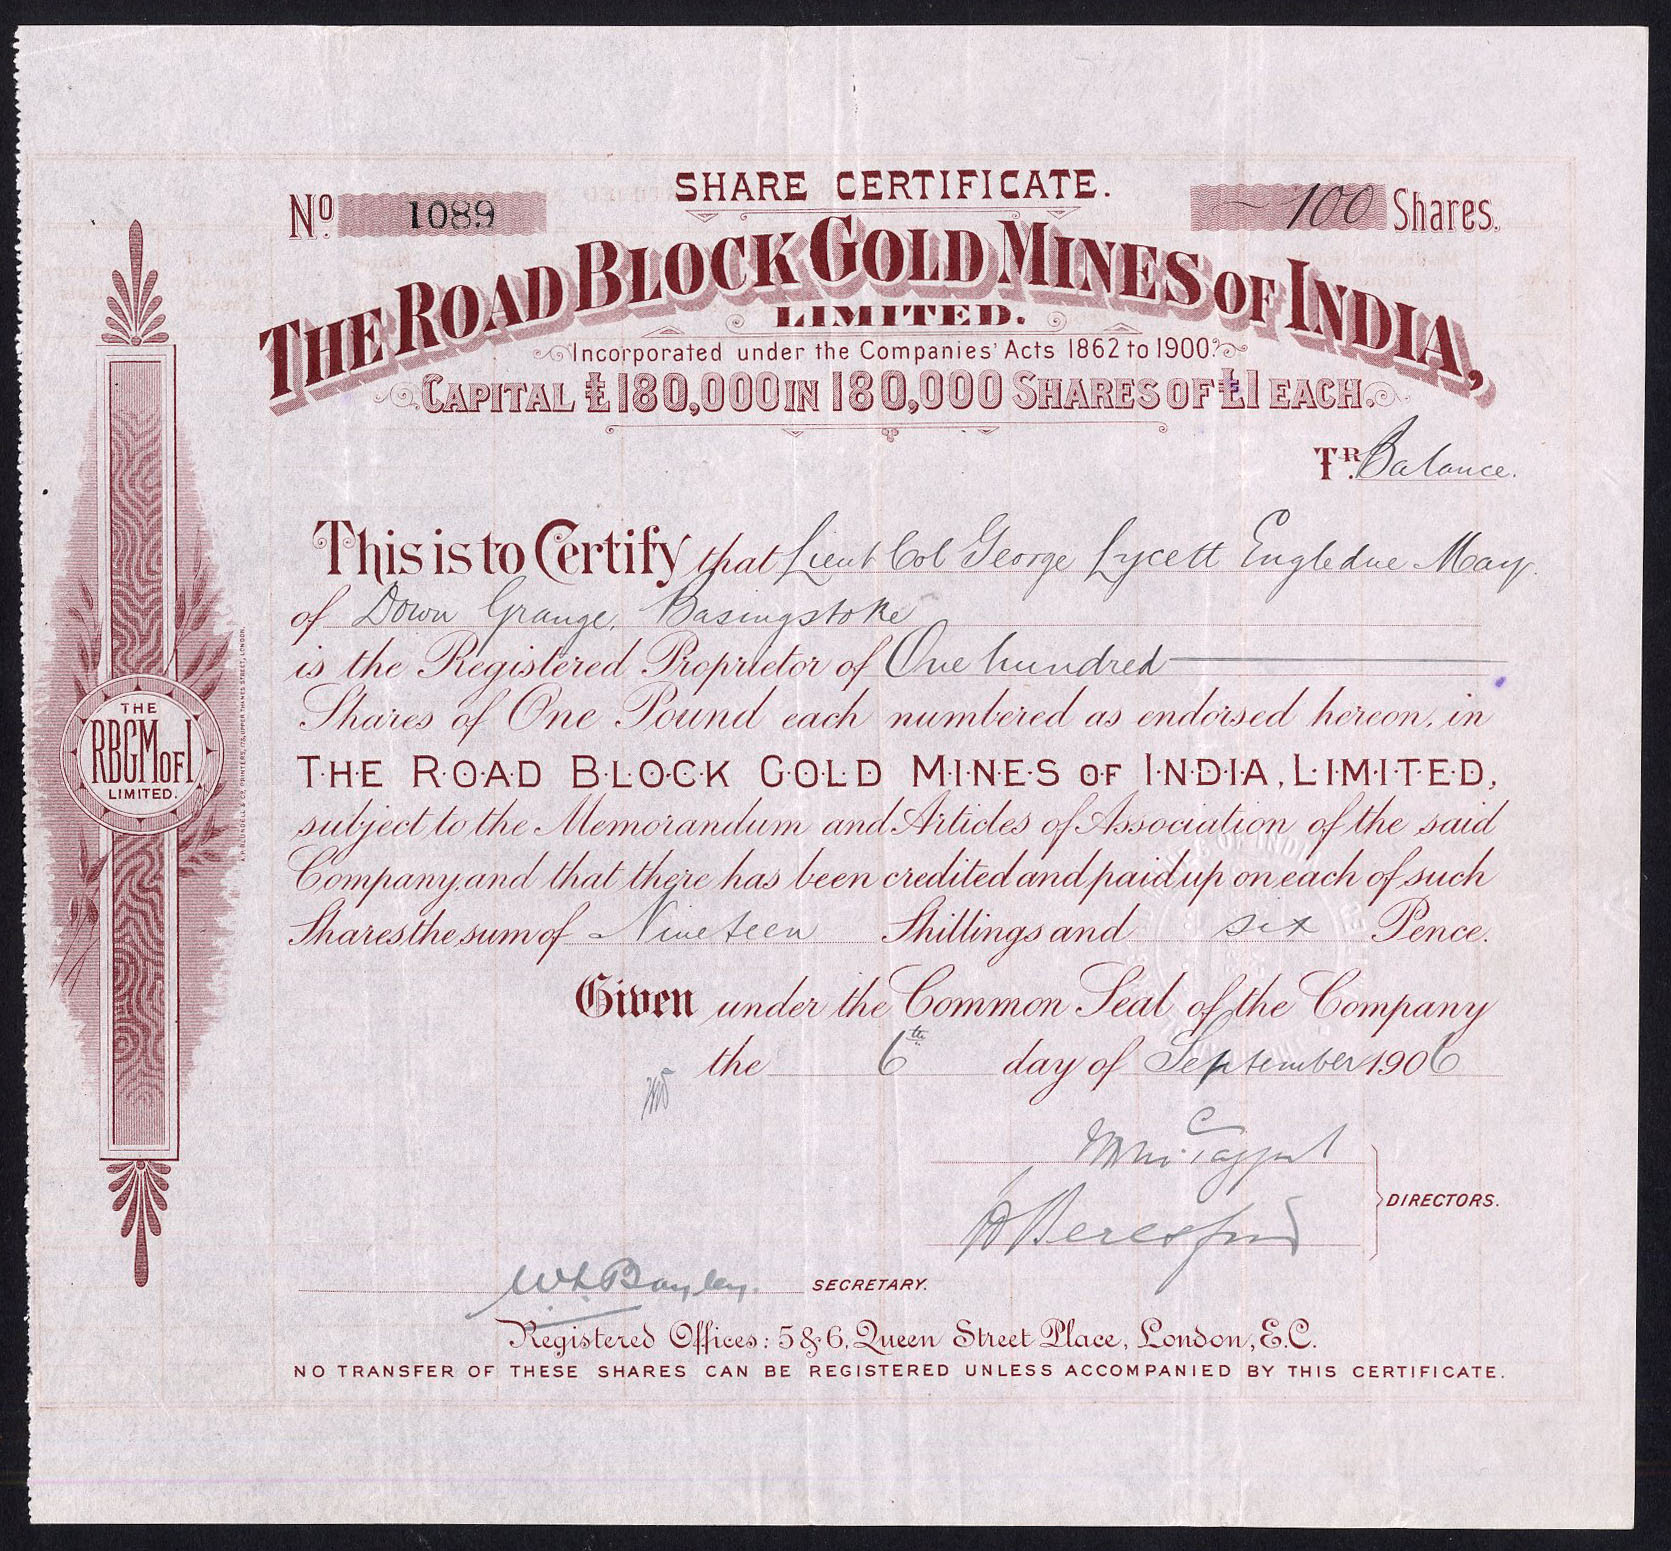 SHARE CERTIFICATE.
No 1089
100 Shares.
THE ROAD BLOCK GOLD MINES OF INDIA,
LIMITED.
Incorporated under the Companies' Acts 1862 to 1900.
CAPITAL £180,000 IN 180,000 SHARES OF £1 EACH.
TR. Balance.
This is to Certify that Lieut Col George Lycett Engledue May.
of Down Grange, Basingstoke
is the Registered Proprietor of One hundred
Shares of One Pound each numbered as endorsed hereon, in
THE ROAD BLOCK GOLD MINES OF INDIA, LIMITED,
subject to the Memorandum and Articles of Association of the said
Company, and that there has been credited and paid up on each of such
Shares the sum of Nineteen Shillings and six Pence.
Given under the Common Seal of the Company
the 6th day of September 1906
DIRECTORS.
Beresford
W L Bayley. SECRETARY.
Registered Offices: 5 & 6, Queen Street Place, London, E.C.
NO TRANSFER OF THESE SHARES CAN BE REGISTERED UNLESS ACCOMPANIED BY THIS CERTIFICATE.
THE
RBGM OF I
LIMITED.